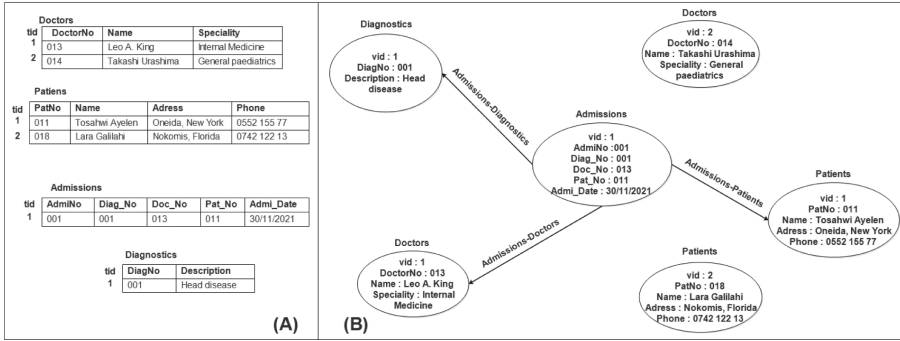 Doctors
tid DoctorNo Name Speciality
1 013 Leo A. King Internal Medicine
2 014 Takashi Urashima General paediatrics
Patiens
tid PatNo Name Adress Phone
1 011 Tosahwi Ayelen Oneida, New York 0552 155 77
2 018 Lara Galilahi Nokomis, Florida 0742 122 13
Admissions
tid AdmiNo Diag_No Doc_No Pat_No Admi_Date
1 001 001 013 011 30/11/2021
Diagnostics
tid DiagNo Description
1 001 Head disease
(A)
Diagnostics
vid : 1
DiagNo : 001
Description : Head
disease
Admissions-Diagnostics
Doctors
vid : 2
DoctorNo : 014
Name : Takashi Urashima
Speciality : General
paediatrics
Admissions
vid : 1
AdmiNo :001
Diag_No : 001
Doc_No : 013
Pat_No : 011
Admi_Date : 30/11/2021
Admissions-Patients
Patients
vid : 1
PatNo : 011
Name : Tosahwi Ayelen
Adress : Oneida, New York
Phone : 0552 155 77
Admissions-Doctors
Doctors
vid : 1
DoctorNo : 013
Name : Leo A. King
Speciality : Internal
Medicine
Patients
vid : 2
PatNo : 018
Name : Lara Galilahi
Adress : Nokomis, Florida
Phone : 0742 122 13
(B)